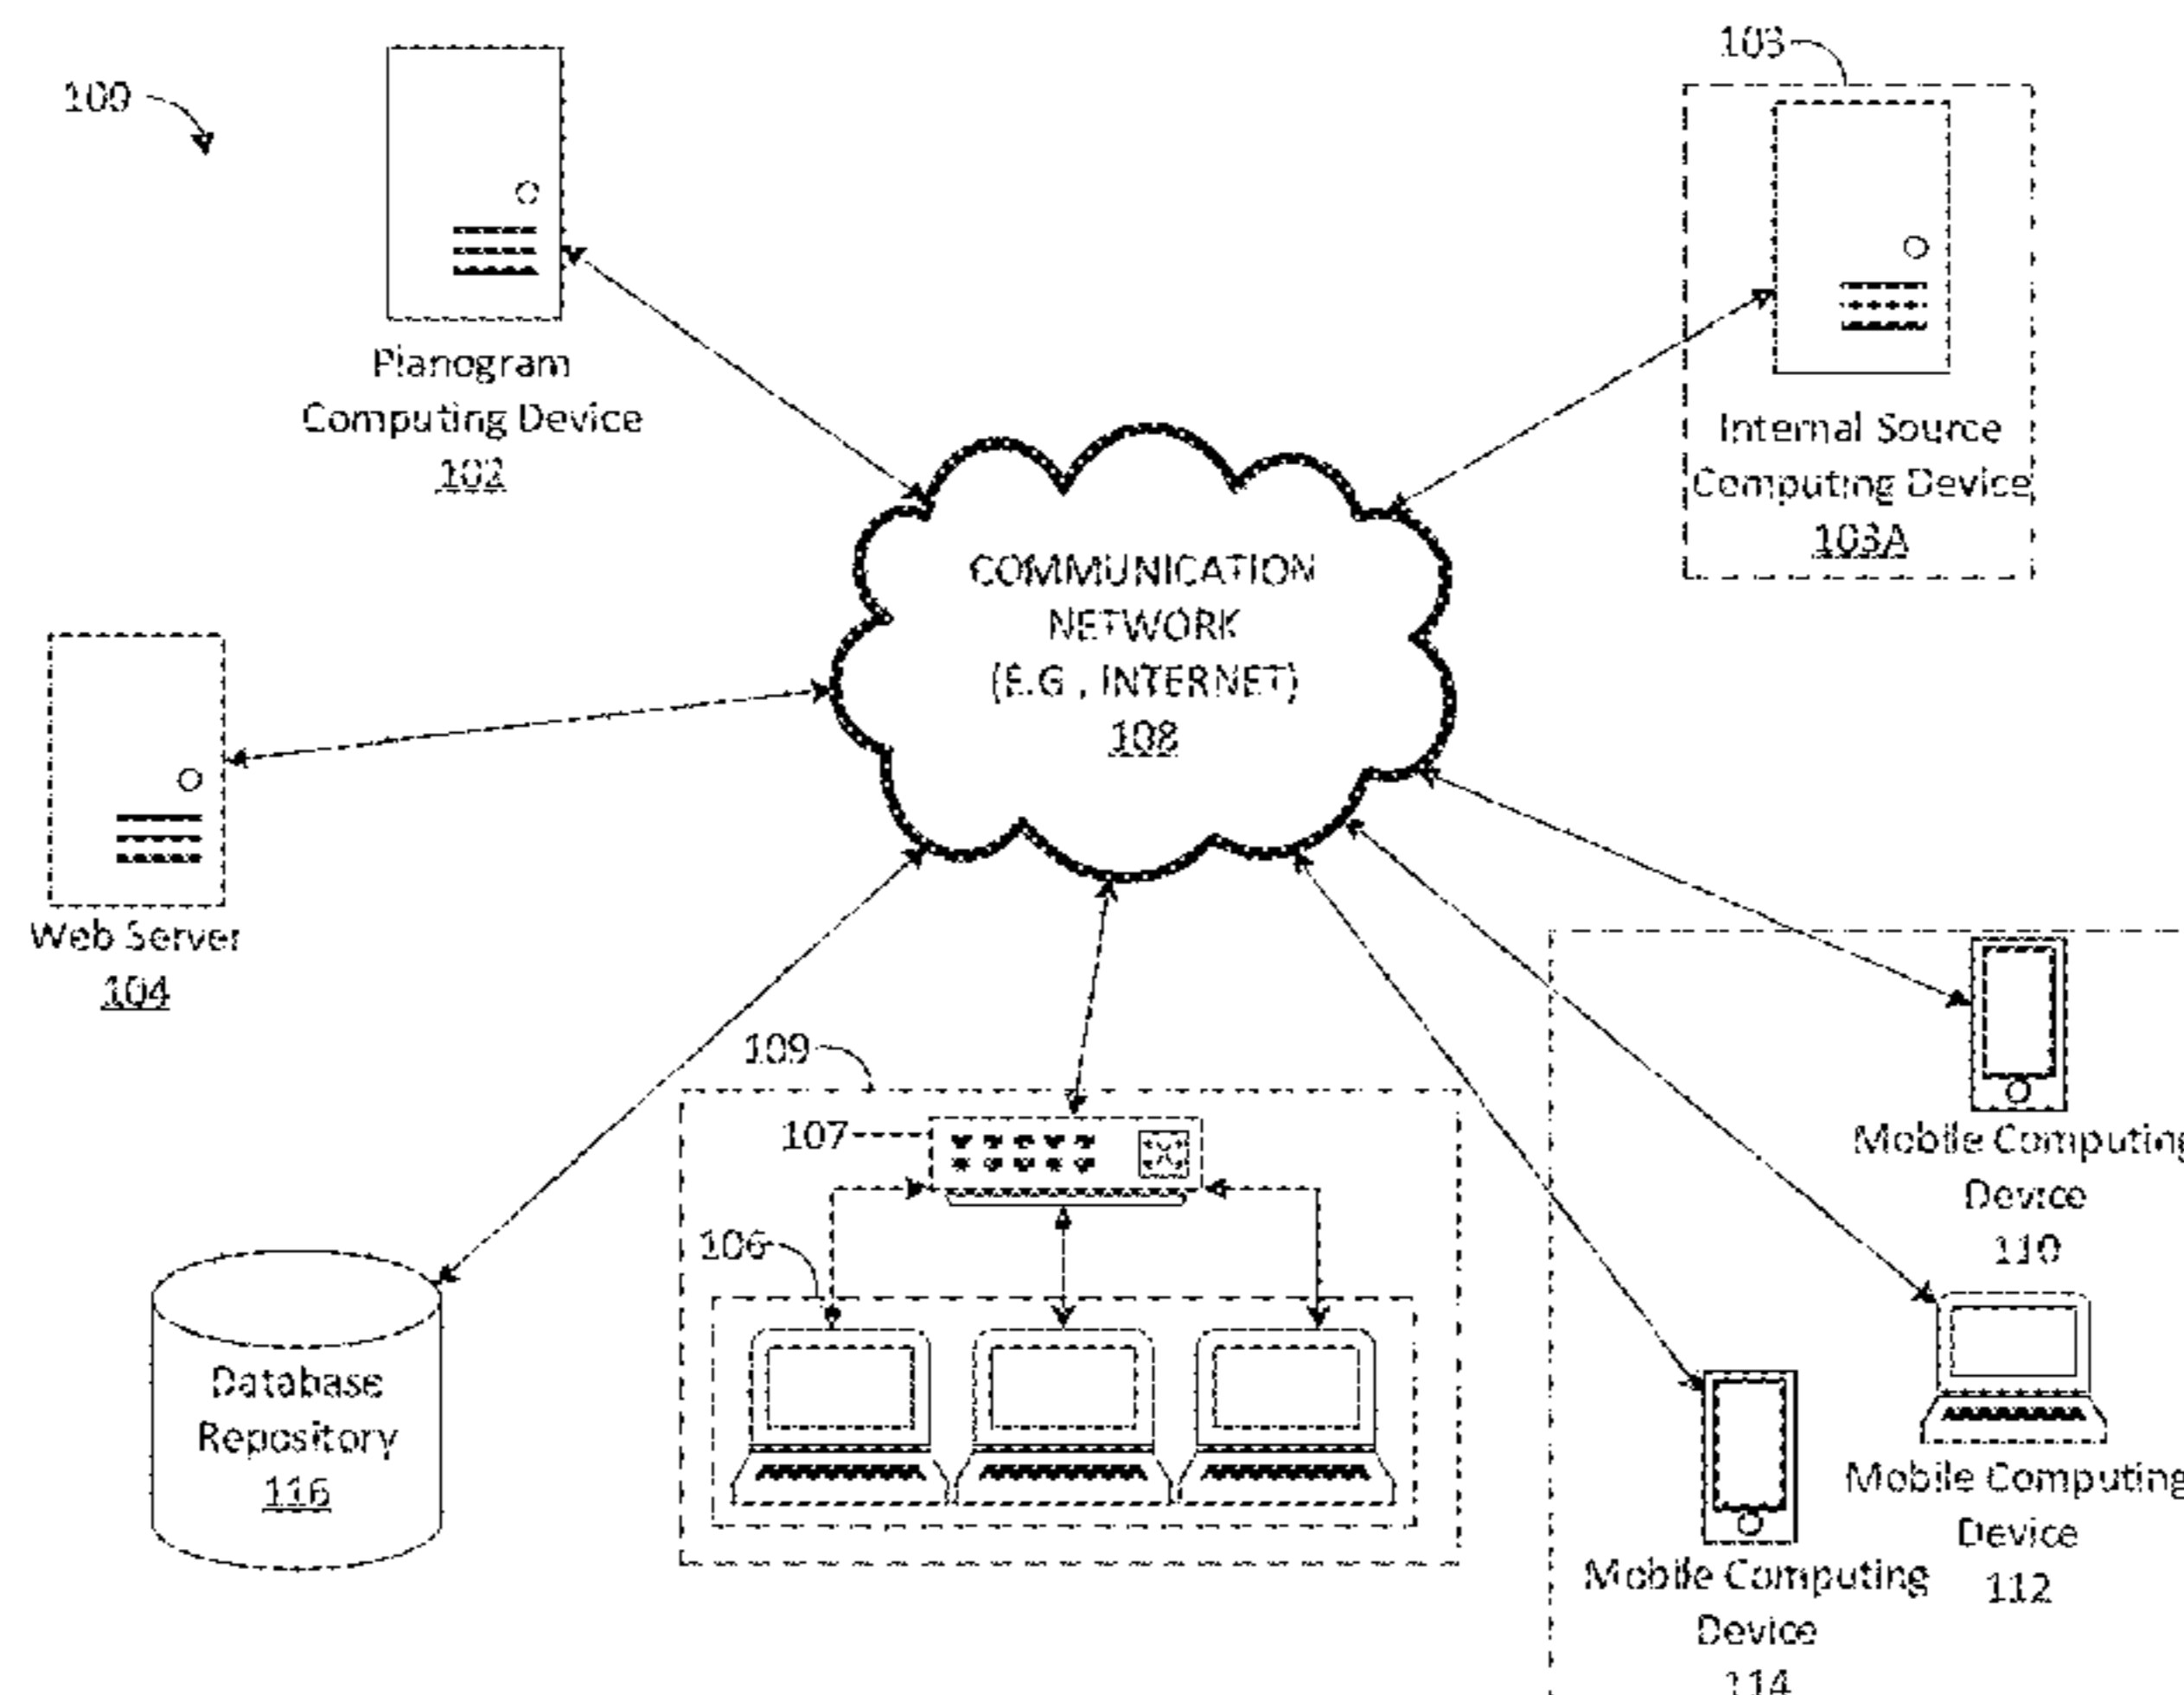 100
Planogram
Computing Device
102
103
Internal Source
Computing Device
103A
COMMUNICATION
NETWORK
(E.G., INTERNET)
108
Web Server
104
109
107
106
Database
Repository
116
Mobile Computing
Device
110
Mobile Computing
Device
112
Mobile Computing
Device
114